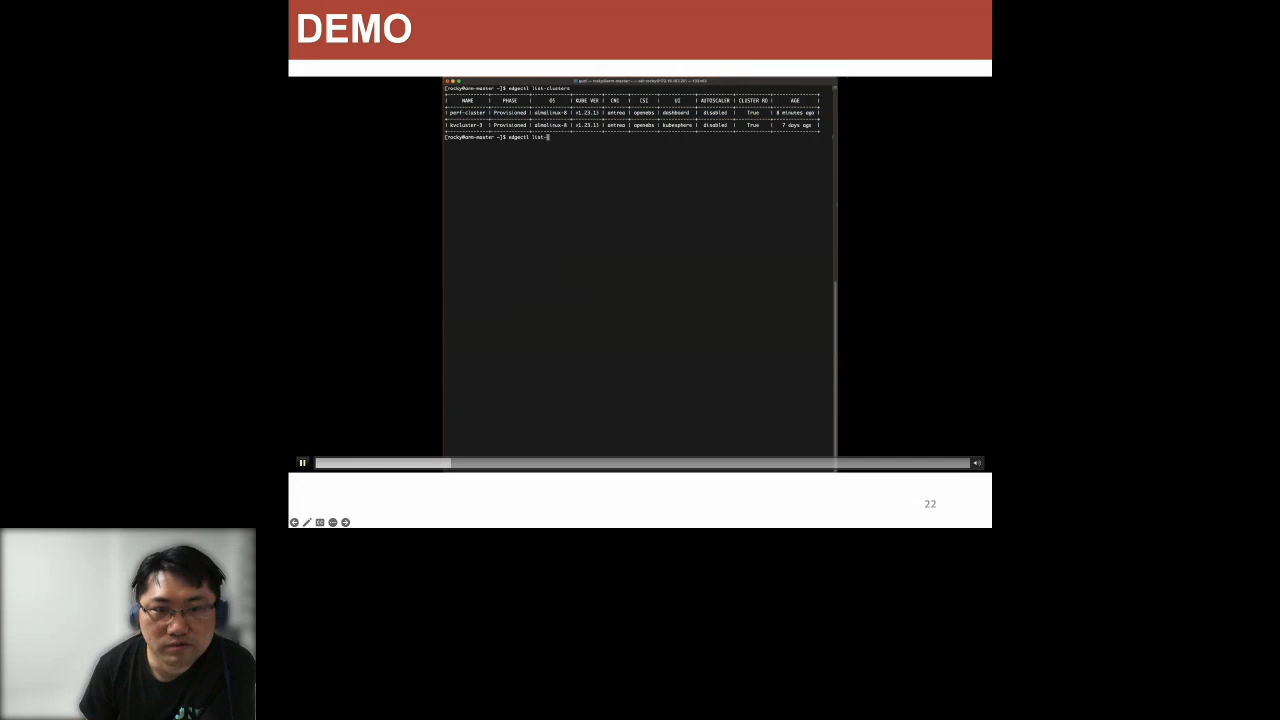 DEMO
[rocky@arm-master ~]$ edgectl list-clusters
| NAME | PHASE | OS | KUBE VER | CNI | CSI | UI | AUTOSCALER | CLUSTER RD | AGE |
| perf-cluster | Provisioned | almalinux-8 | v1.23.13 | antrea | openebs | dashboard | disabled | True | 8 minutes ago |
| kvcluster-3 | Provisioned | almalinux-8 | v1.23.13 | antrea | openebs | kubesphere | disabled | True | 7 days ago |
[rocky@arm-master ~]$ edgectl list-
22